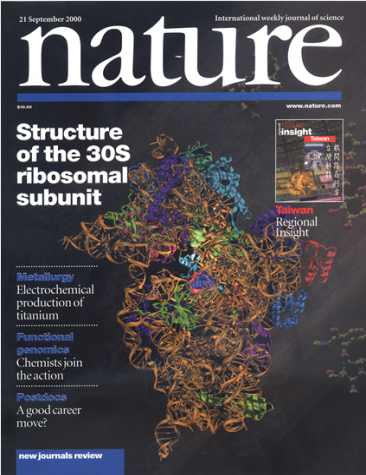 21 September 2000
International weekly journal of science
nature
$10.00
www.nature.com
Structure
of the 30S
ribosomal
subunit
insight
Taiwan
Taiwan
Regional
Insight
Metallurgy
Electrochemical
production of
titanium
Functional
genomics
Chemists join
the action
Postdocs
A good career
move?
new journals review